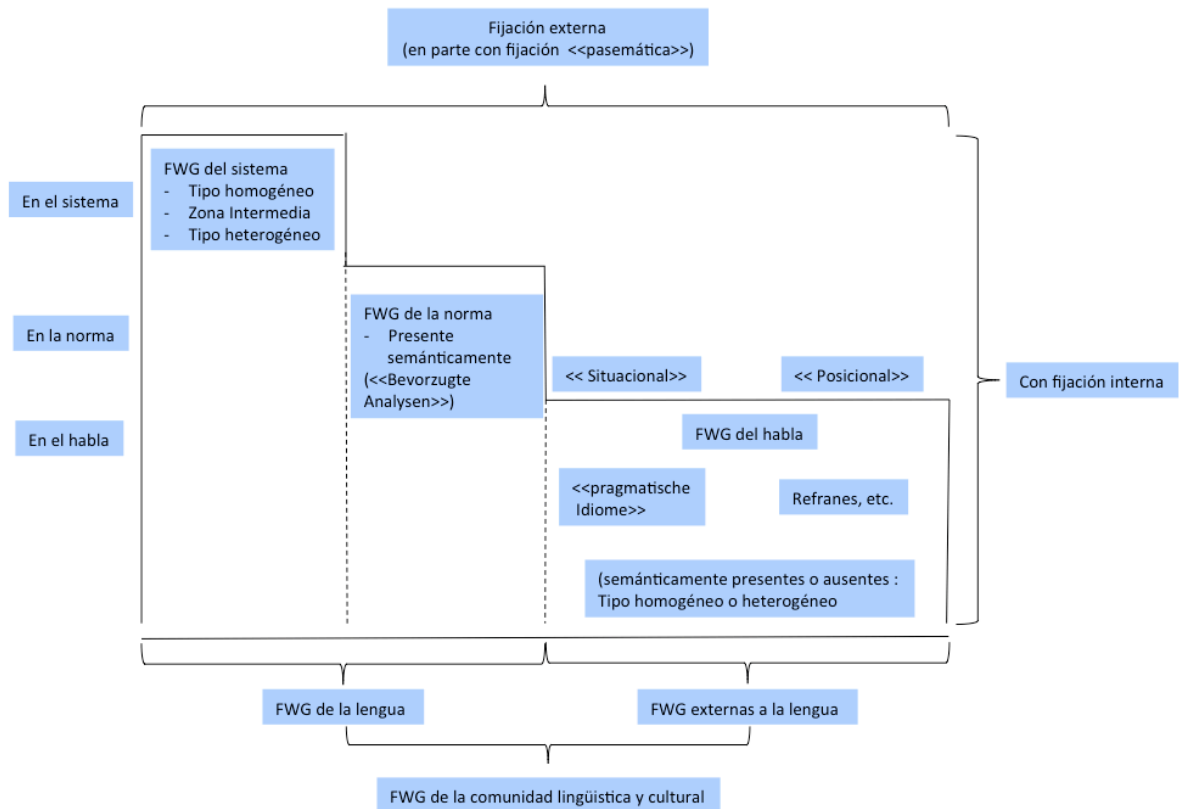 Fijación externa
(en parte con fijación <<pasemática>>)
FWG del sistema
- Tipo homogéneo
- Zona Intermedia
- Tipo heterogéneo
En el sistema
FWG de la norma
- Presente
semánticamente
(<<Bevorzugte
Analysen>>)
En la norma
<< Situacional>>
<< Posicional>>
Con fijación interna
En el habla
FWG del habla
<<pragmatische
Idiome>>
Refranes, etc.
(semánticamente presentes o ausentes :
Tipo homogéneo o heterogéneo
FWG de la lengua
FWG externas a la lengua
FWG de la comunidad lingüistica y cultural